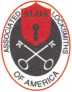 ASSOCIATED LOCKSMITHS
OF AMERICA